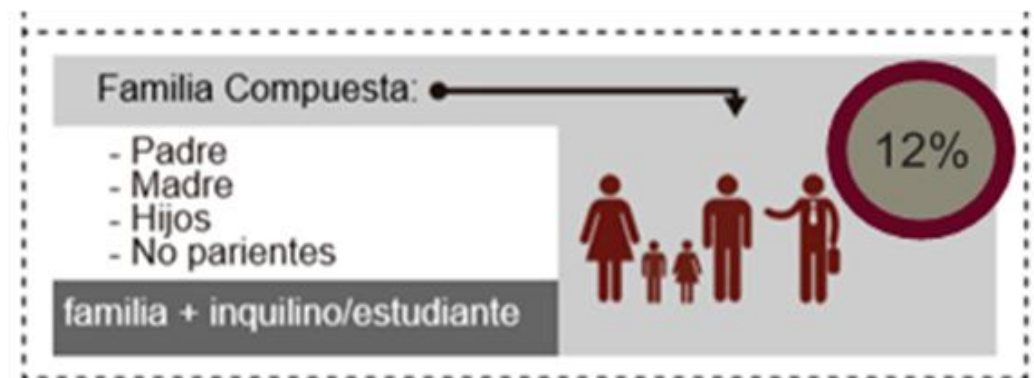 Familia Compuesta:
12%
- Padre
- Madre
- Hijos
- No parientes
familia + inquilino/estudiante